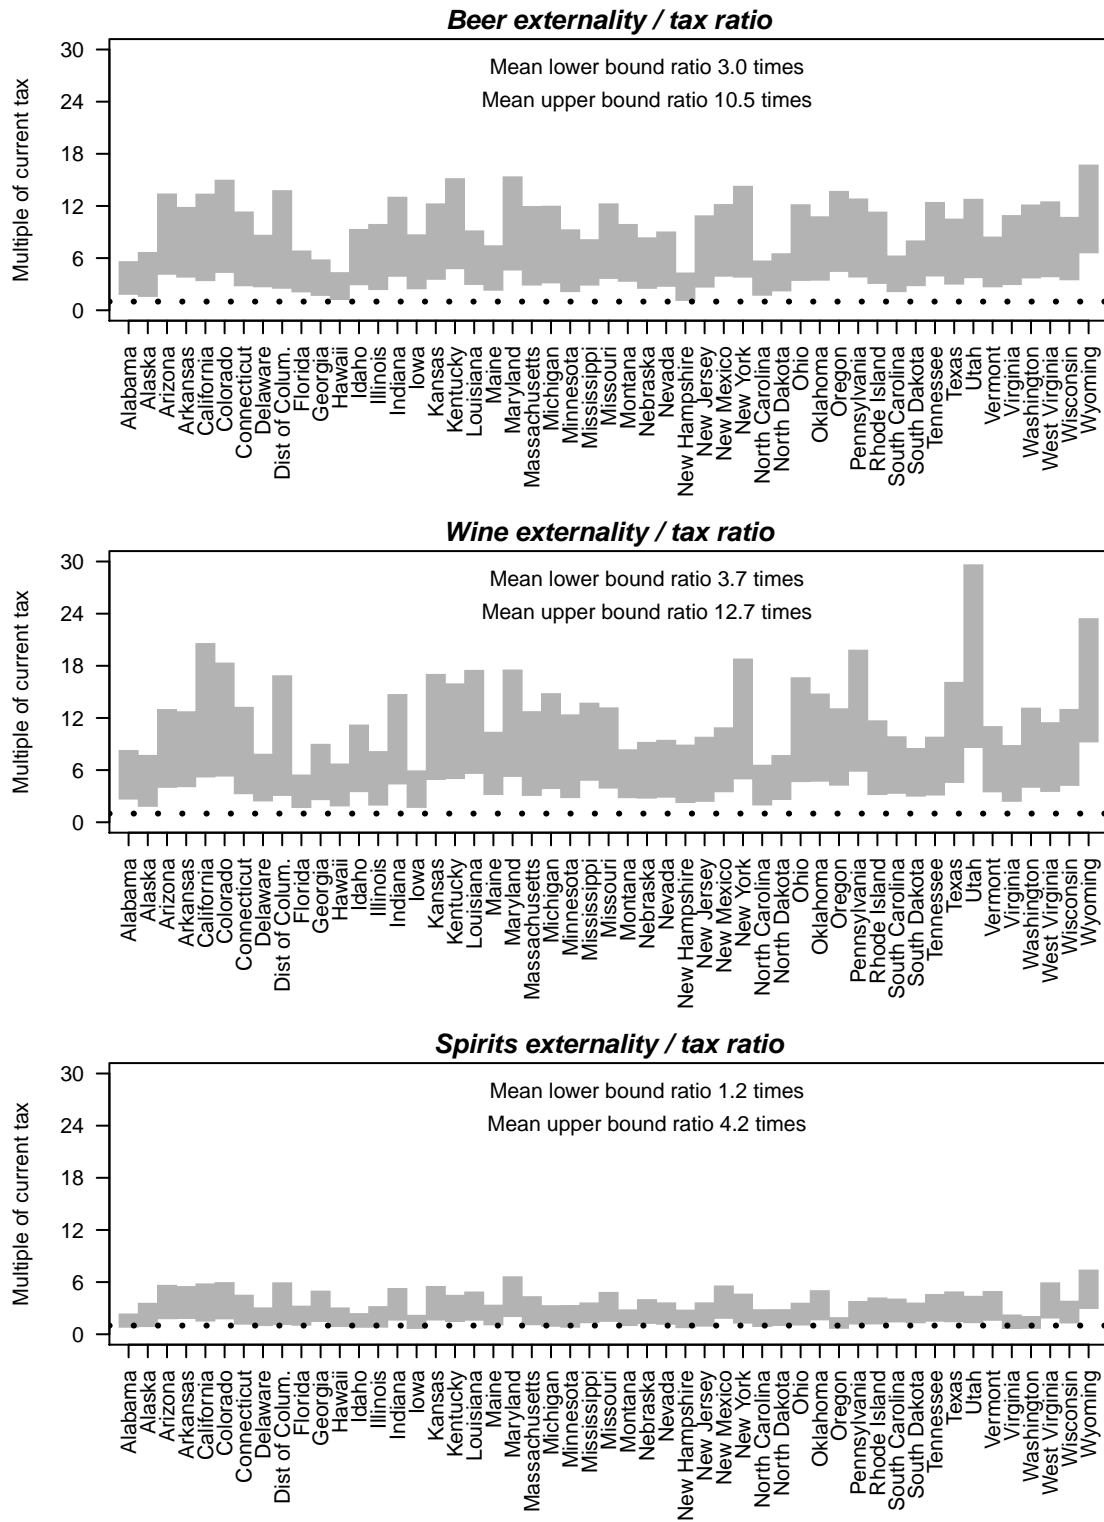 Beer externality / tax ratio
Mean lower bound ratio 3.0 times
Mean upper bound ratio 10.5 times
Multiple of current tax
30
24
18
12
6
0
Alabama
Alaska
Arizona
Arkansas
California
Colorado
Connecticut
Delaware
Dist of Colum.
Florida
Georgia
Hawaii
Idaho
Illinois
Indiana
Iowa
Kansas
Kentucky
Louisiana
Maine
Maryland
Massachusetts
Michigan
Minnesota
Mississippi
Missouri
Montana
Nebraska
Nevada
New Hampshire
New Jersey
New Mexico
New York
North Carolina
North Dakota
Ohio
Oklahoma
Oregon
Pennsylvania
Rhode Island
South Carolina
South Dakota
Tennessee
Texas
Utah
Vermont
Virginia
Washington
West Virginia
Wisconsin
Wyoming
Wine externality / tax ratio
Mean lower bound ratio 3.7 times
Mean upper bound ratio 12.7 times
Multiple of current tax
30
24
18
12
6
0
Alabama
Alaska
Arizona
Arkansas
California
Colorado
Connecticut
Delaware
Dist of Colum.
Florida
Georgia
Hawaii
Idaho
Illinois
Indiana
Iowa
Kansas
Kentucky
Louisiana
Maine
Maryland
Massachusetts
Michigan
Minnesota
Mississippi
Missouri
Montana
Nebraska
Nevada
New Hampshire
New Jersey
New Mexico
New York
North Carolina
North Dakota
Ohio
Oklahoma
Oregon
Pennsylvania
Rhode Island
South Carolina
South Dakota
Tennessee
Texas
Utah
Vermont
Virginia
Washington
West Virginia
Wisconsin
Wyoming
Spirits externality / tax ratio
Mean lower bound ratio 1.2 times
Mean upper bound ratio 4.2 times
Multiple of current tax
30
24
18
12
6
0
Alabama
Alaska
Arizona
Arkansas
California
Colorado
Connecticut
Delaware
Dist of Colum.
Florida
Georgia
Hawaii
Idaho
Illinois
Indiana
Iowa
Kansas
Kentucky
Louisiana
Maine
Maryland
Massachusetts
Michigan
Minnesota
Mississippi
Missouri
Montana
Nebraska
Nevada
New Hampshire
New Jersey
New Mexico
New York
North Carolina
North Dakota
Ohio
Oklahoma
Oregon
Pennsylvania
Rhode Island
South Carolina
South Dakota
Tennessee
Texas
Utah
Vermont
Virginia
Washington
West Virginia
Wisconsin
Wyoming